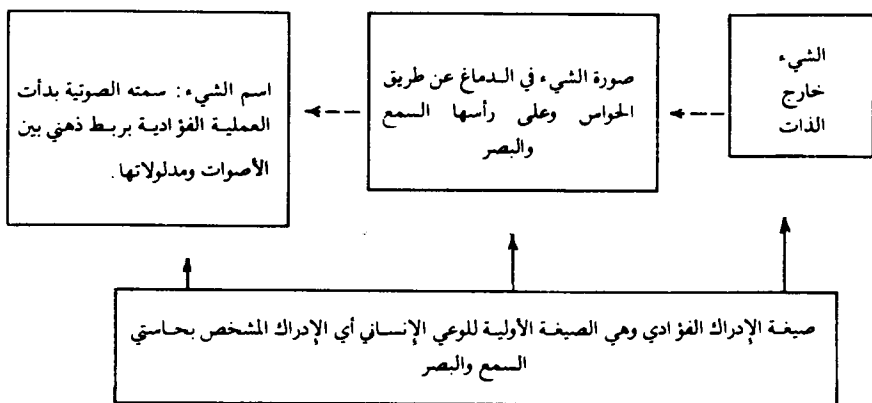 الشيء
خارج
الذات
صورة الشيء في الدماغ عن طريق
الحواس وعلى رأسها السمع
والبصر
اسم الشيء : سمته الصوتية بدأت
العملية الفؤادية بربط ذهني بين
الأصوات ومدلولاتها .
صيغة الإدراك الفؤادي وهي الصيغة الأولية للوعي الإنساني أي الإدراك المشخص بحاستي
السمع والبصر